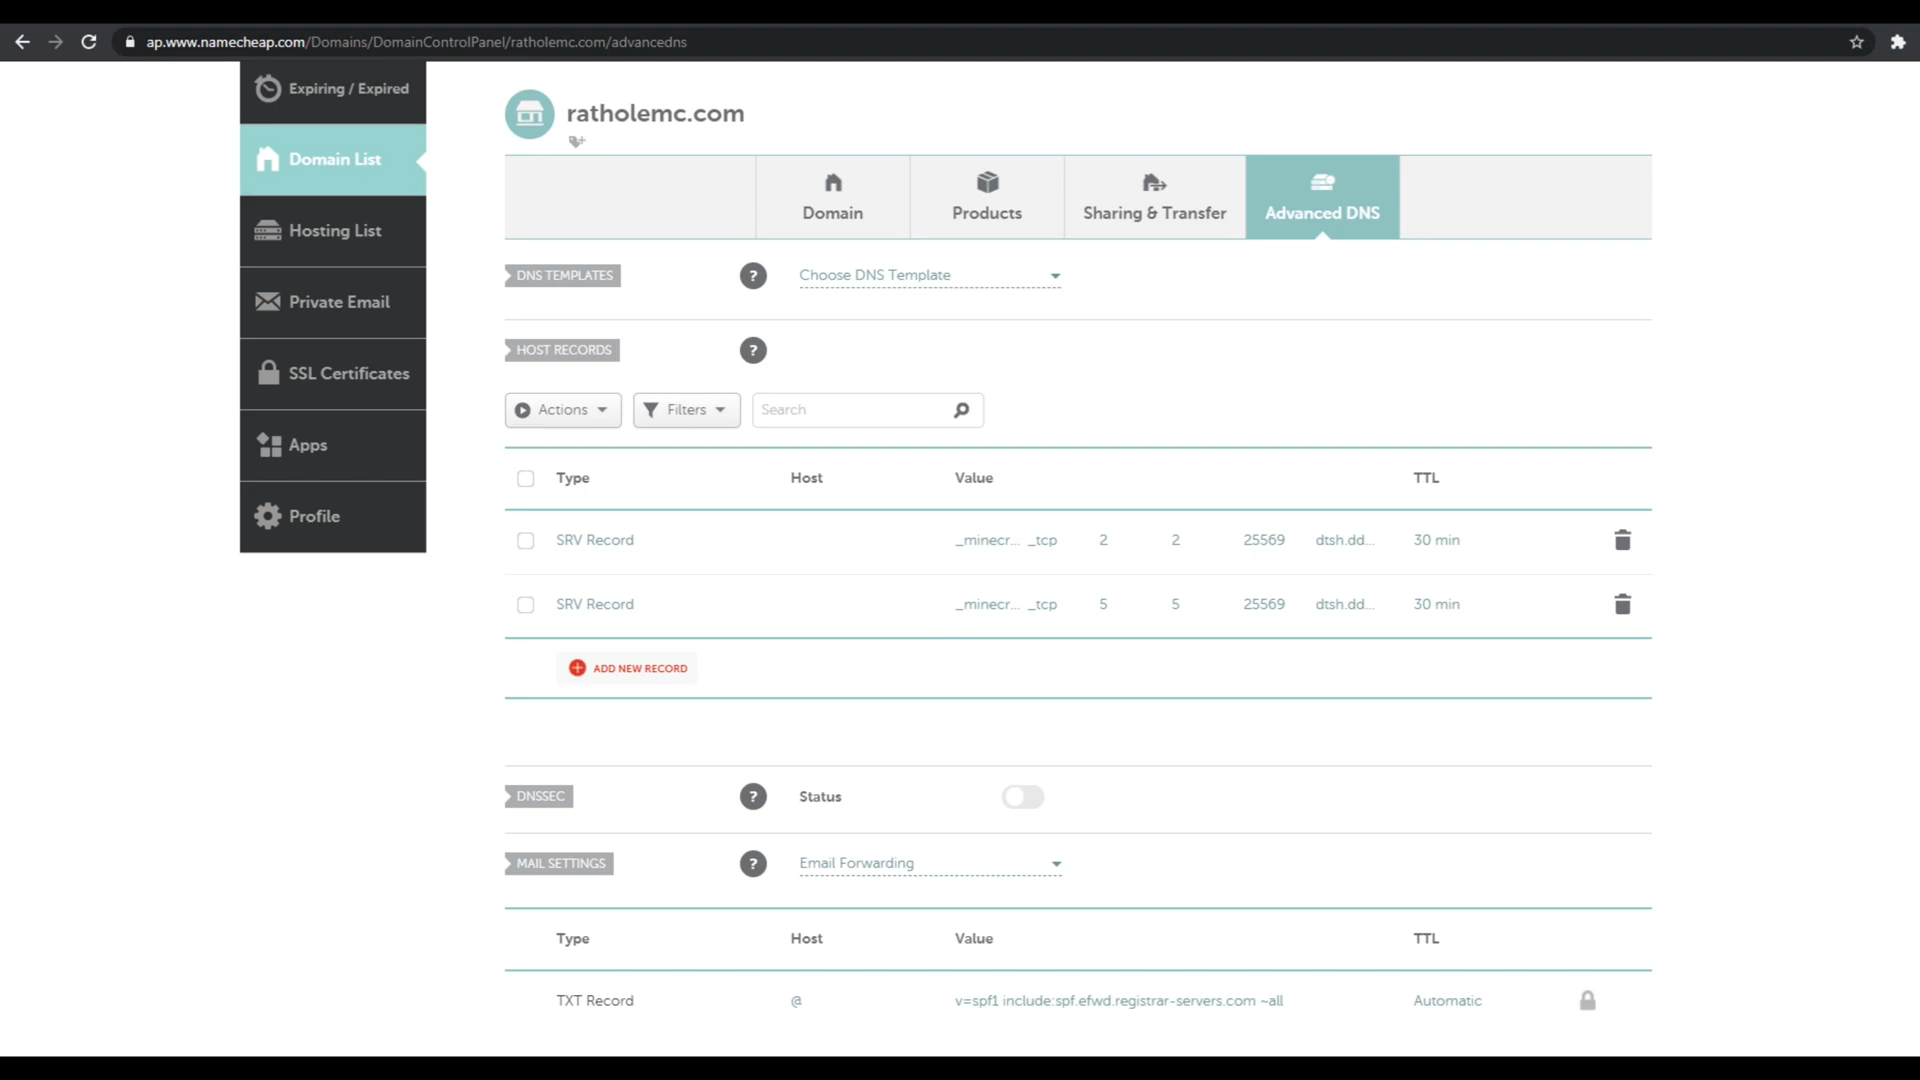 ap.www.namecheap.com/Domains/DomainControlPanel/ratholemc.com/advancedns
Expiring / Expired
Domain List
Hosting List
Private Email
SSL Certificates
Apps
Profile
ratholemc.com
Domain
Products
Sharing & Transfer
Advanced DNS
DNS TEMPLATES ? Choose DNS Template
HOST RECORDS ?
Actions Filters Search
Type Host Value TTL
SRV Record _minecr... _tcp 2 2 25569 dtsh.dd... 30 min
SRV Record _minecr... _tcp 5 5 25569 dtsh.dd... 30 min
ADD NEW RECORD
DNSSEC ? Status
MAIL SETTINGS ? Email Forwarding
Type Host Value TTL
TXT Record @ v=spf1 include:spf.efwd.registrar-servers.com ~all Automatic